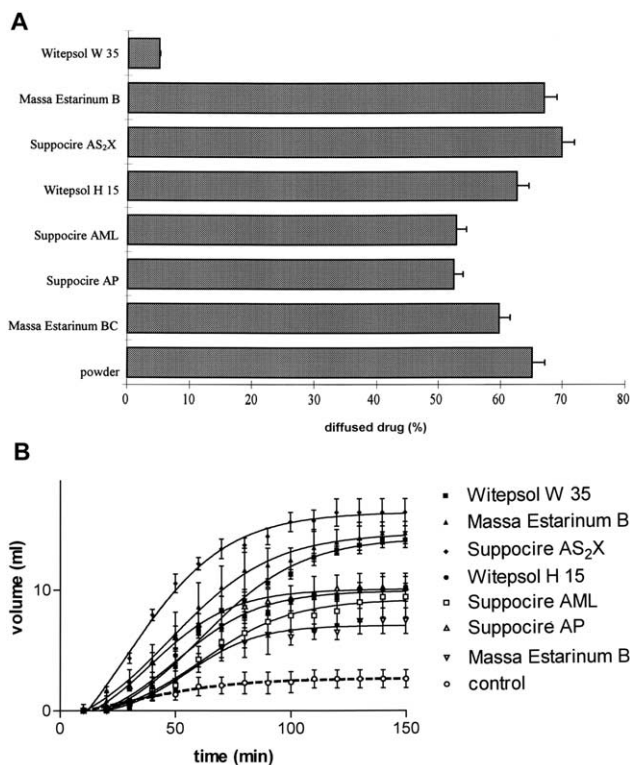 A
Witepsol W 35
Massa Estarinum B
Suppocire AS₂X
Witepsol H 15
Suppocire AML
Suppocire AP
Massa Estarinum BC
powder
0 10 20 30 40 50 60 70 80
diffused drug (%)
B
volume (ml)
10
0
0 50 100 150
time (min)
Witepsol W 35
Massa Estarinum B
Suppocire AS₂X
Witepsol H 15
Suppocire AML
Suppocire AP
Massa Estarinum B
control